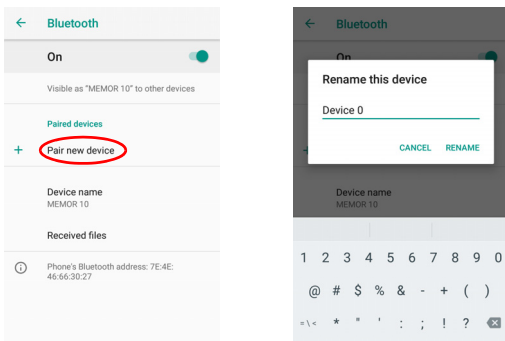 Bluetooth
On
Visible as "MEMOR 10" to other devices
Paired devices
+ Pair new device
Device name
MEMOR 10
Received files
Phone's Bluetooth address: 7E:4E:
46:66:30:27
Bluetooth
On
Rename this device
Device 0
CANCEL RENAME
+
Device name
MEMOR 10
1 2 3 4 5 6 7 8 9 0
@ # $ % & - + ( )
= \ < * " ' : ; ! ?